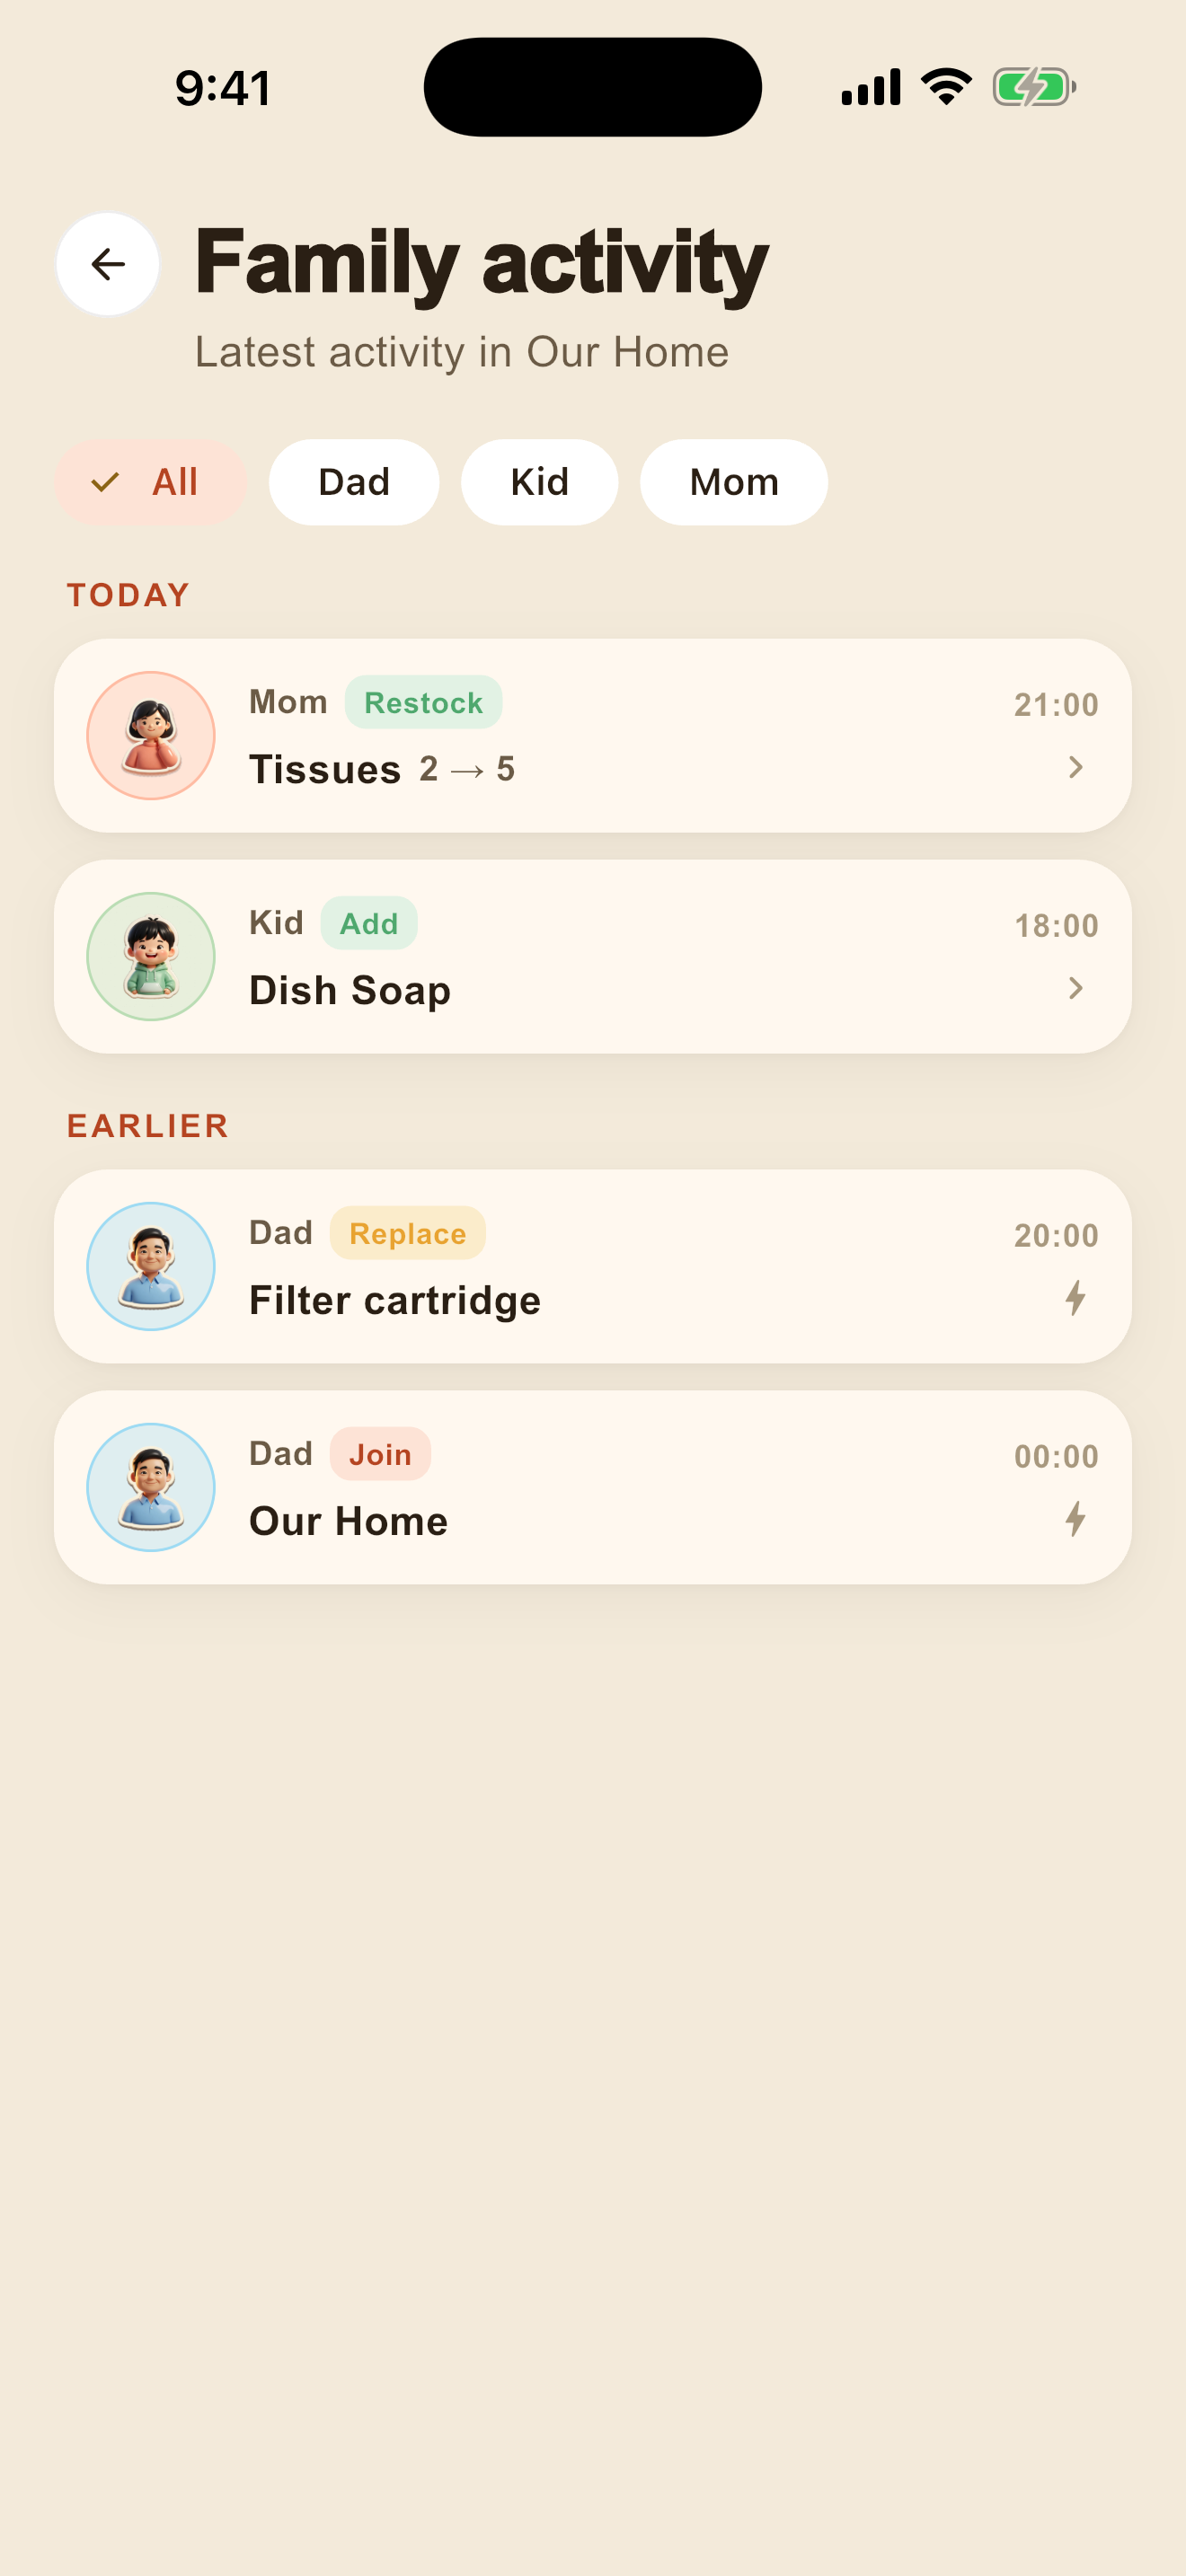 9:41
Family activity
Latest activity in Our Home
All Dad Kid Mom
TODAY
Mom Restock 21:00
Tissues 2 → 5
Kid Add 18:00
Dish Soap
EARLIER
Dad Replace 20:00
Filter cartridge
Dad Join 00:00
Our Home